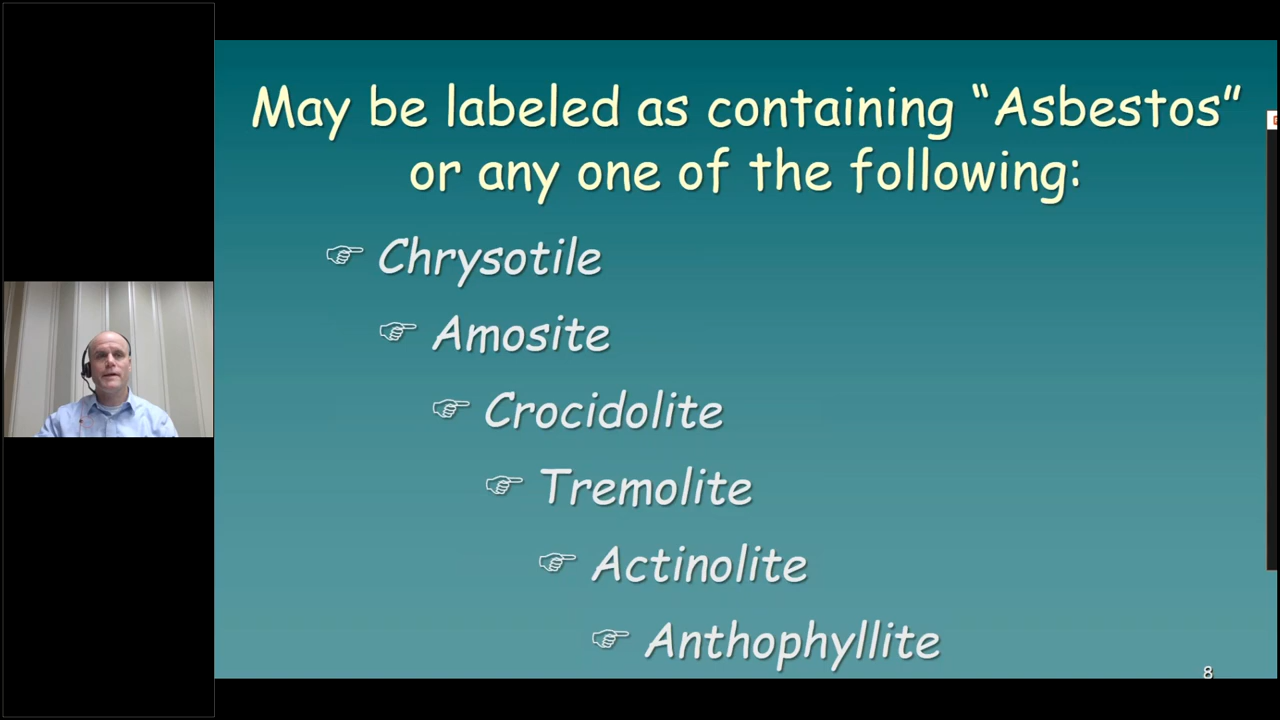 May be labeled as containing “Asbestos”
or any one of the following:
Chrysotile
Amosite
Crocidolite
Tremolite
Actinolite
Anthophyllite
8